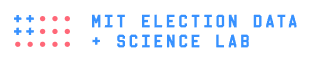 MIT ELECTION DATA
+ SCIENCE LAB